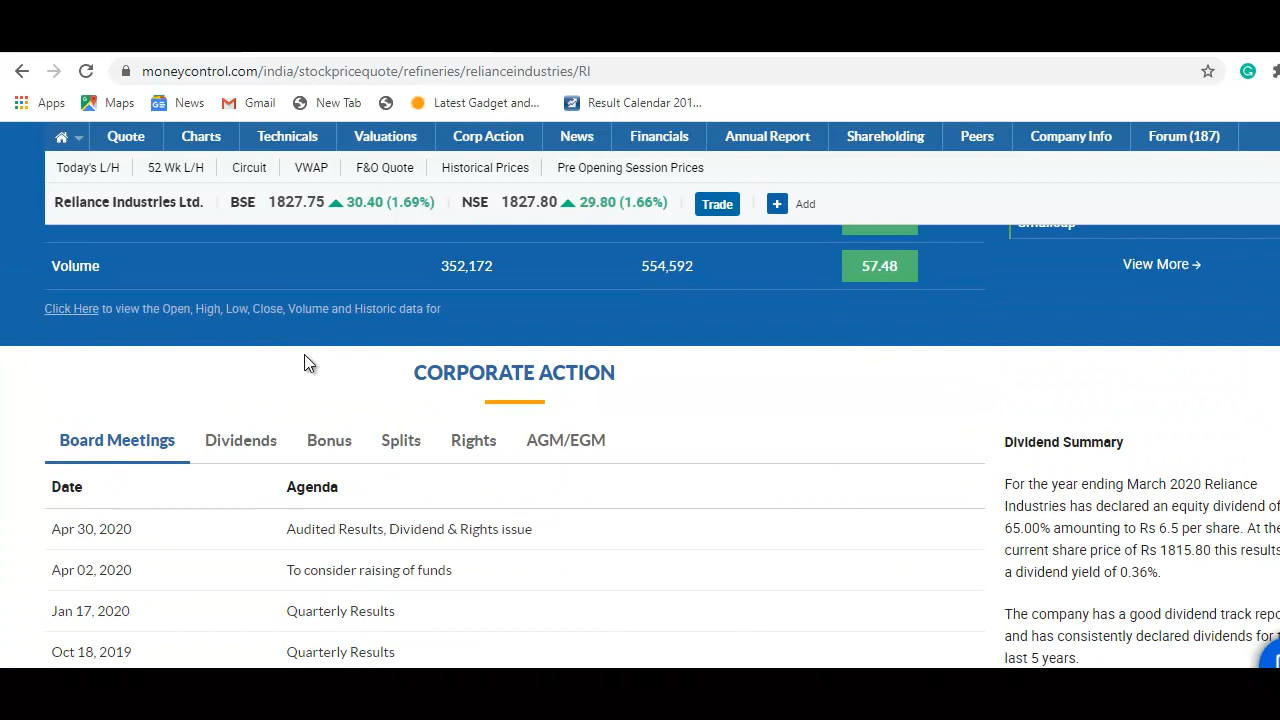 moneycontrol.com/india/stockpricequote/refineries/relianceindustries/RI
Apps Maps News Gmail New Tab Latest Gadget and... Result Calendar 201...
Quote Charts Technicals Valuations Corp Action News Financials Annual Report Shareholding Peers Company Info Forum (187)
Today's L/H 52 Wk L/H Circuit VWAP F&O Quote Historical Prices Pre Opening Session Prices
Reliance Industries Ltd. BSE 1827.75 30.40 (1.69%) NSE 1827.80 29.80 (1.66%) Trade + Add
Volume 352,172 554,592 57.48
View More →
Click Here to view the Open, High, Low, Close, Volume and Historic data for
CORPORATE ACTION
Board Meetings Dividends Bonus Splits Rights AGM/EGM
Date Agenda
Apr 30, 2020 Audited Results, Dividend & Rights issue
Apr 02, 2020 To consider raising of funds
Jan 17, 2020 Quarterly Results
Oct 18, 2019 Quarterly Results
Dividend Summary
For the year ending March 2020 Reliance
Industries has declared an equity dividend of
65.00% amounting to Rs 6.5 per share. At the
current share price of Rs 1815.80 this results
a dividend yield of 0.36%.
The company has a good dividend track repo
and has consistently declared dividends for
last 5 years.